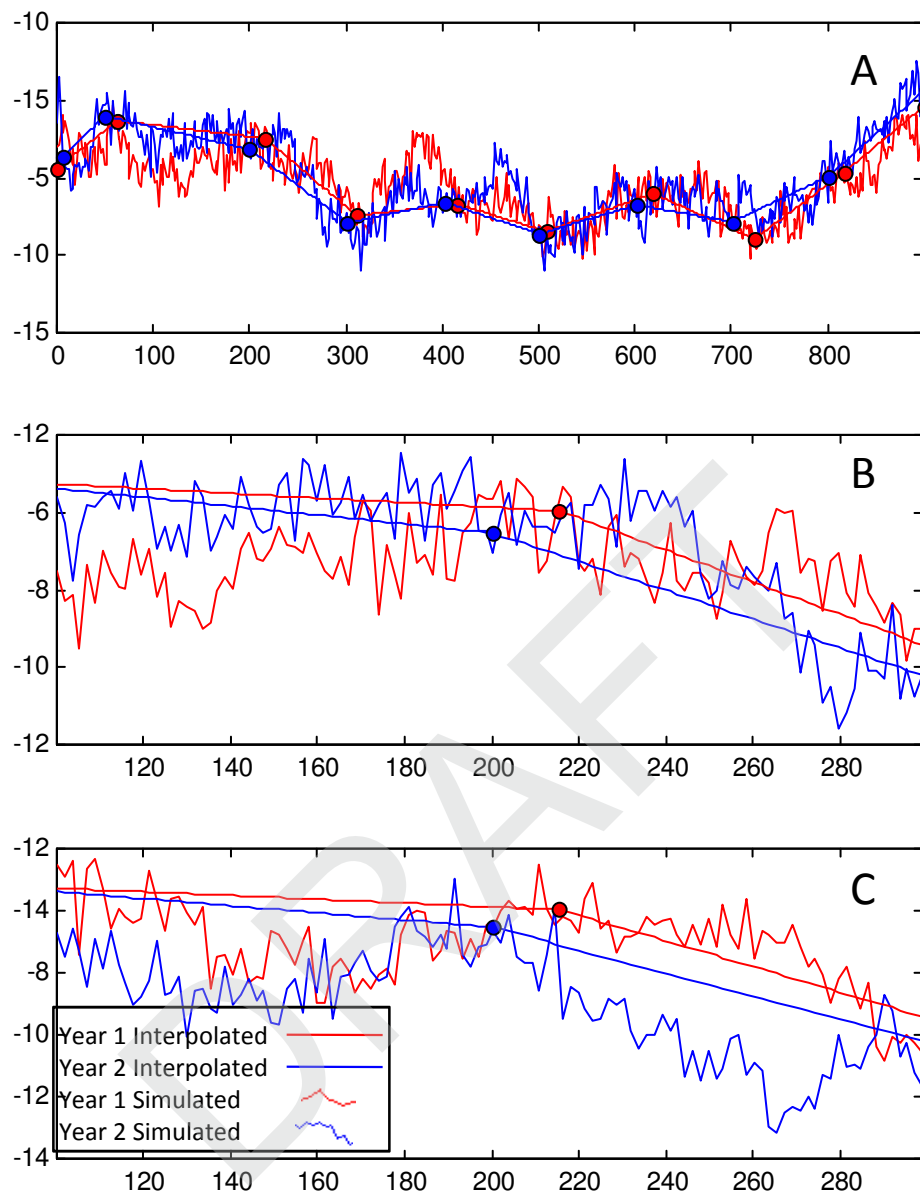 -10
A
-15
-5
-10
-15
0 100 200 300 400 500 600 700 800
-12
B
-6
-8
-10
-12
120 140 160 180 200 220 240 260 280
DRAFT
-12
C
-14
-8
-10
-12
-14
Year 1 Interpolated
Year 2 Interpolated
Year 1 Simulated
Year 2 Simulated
120 140 160 180 200 220 240 260 280